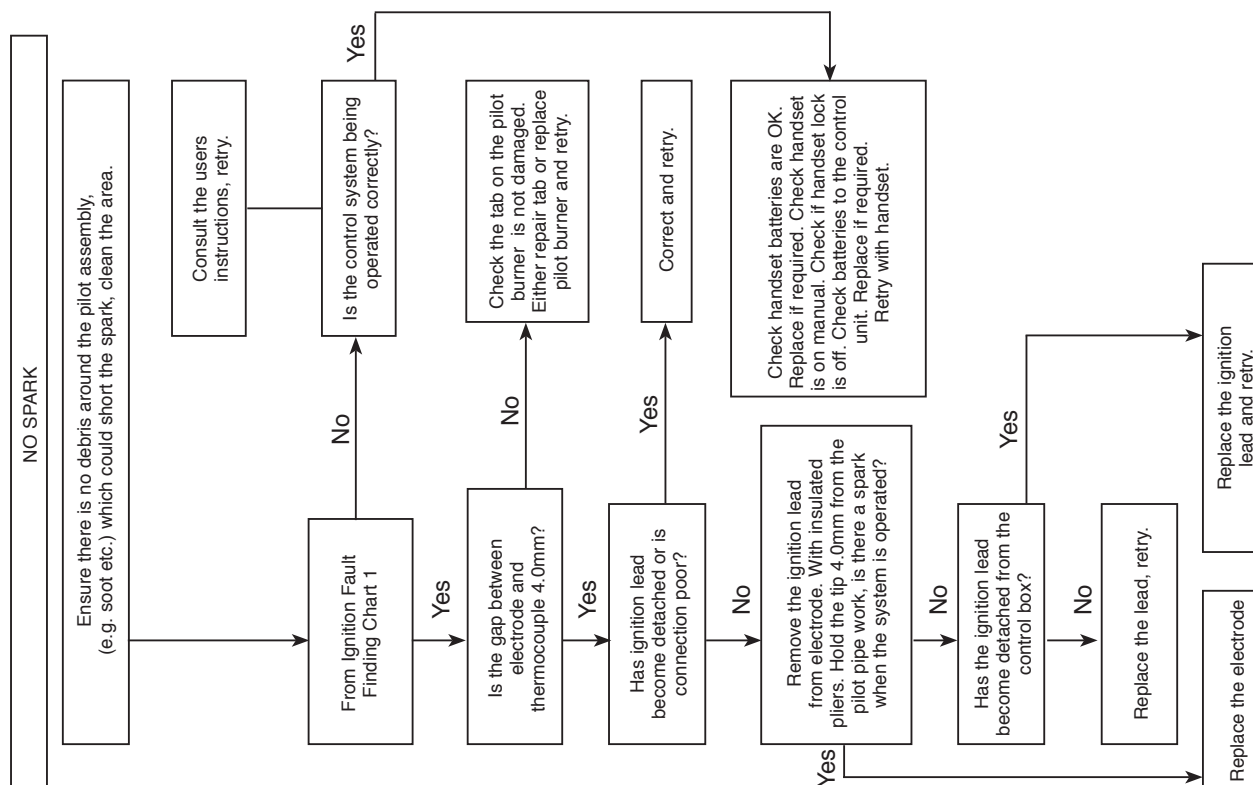 NO SPARK
Ensure there is no debris around the pilot assembly,
(e.g. soot etc.) which could short the spark, clean the area.
From Ignition Fault
Finding Chart 1
No
Is the control system being
operated correctly?
Consult the users
instructions, retry.
Yes
Check handset batteries are OK.
Replace if required. Check handset
is on manual. Check if handset lock
is off. Check batteries to the control
unit. Replace if required.
Retry with handset.
Yes
Is the gap between
electrode and
thermocouple 4.0mm?
No
Check the tab on the pilot
burner is not damaged.
Either repair tab or replace
pilot burner and retry.
Yes
Has ignition lead
become detached or is
connection poor?
Yes
Correct and retry.
No
Remove the ignition lead
from electrode. With insulated
pliers. Hold the tip 4.0mm from the
pilot pipe work, is there a spark
when the system is operated?
Yes
Replace the electrode
No
Has the ignition lead
become detached from the
control box?
Yes
Replace the ignition
lead and retry.
No
Replace the lead, retry.